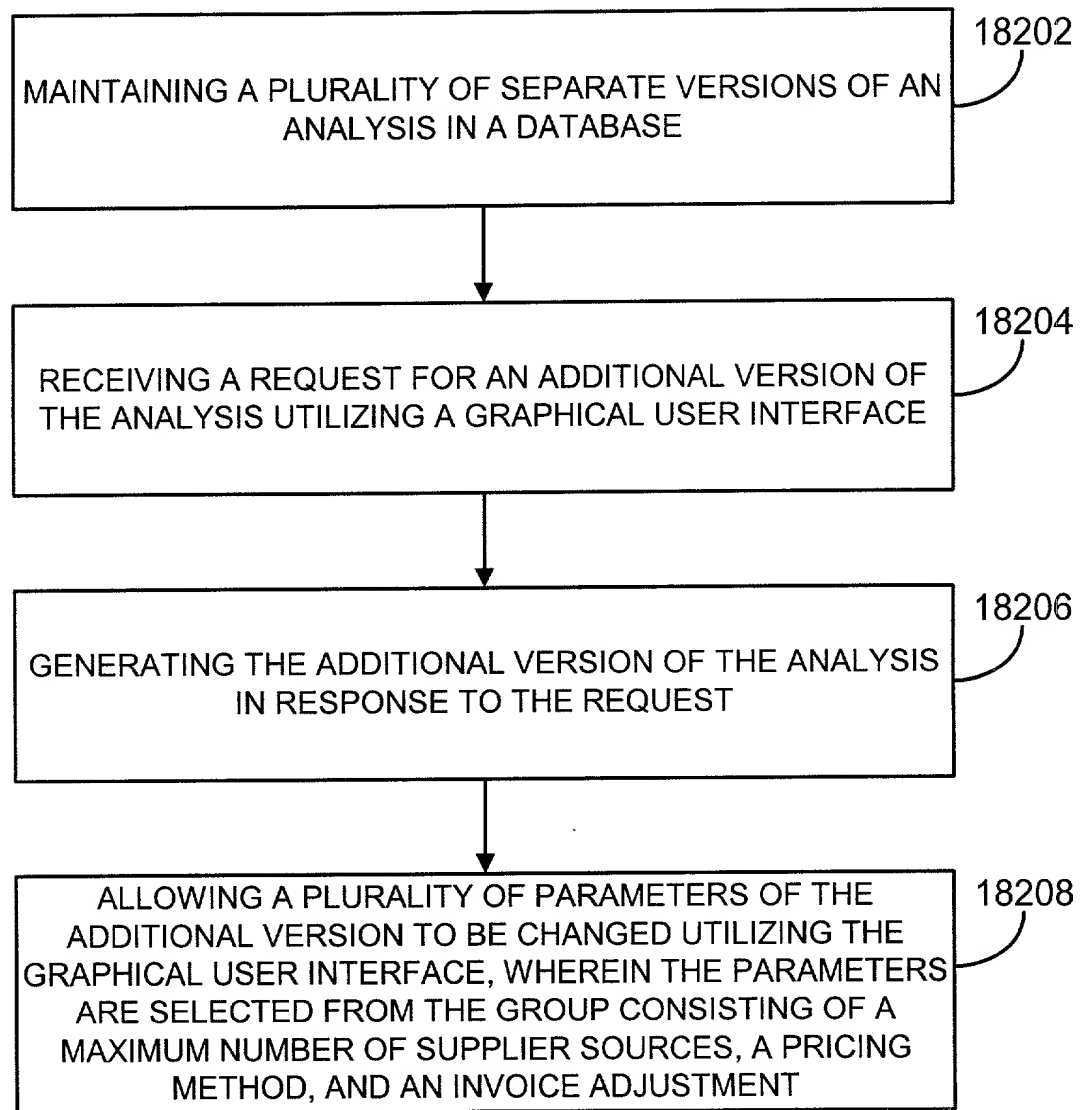 18202
MAINTAINING A PLURALITY OF SEPARATE VERSIONS OF AN
ANALYSIS IN A DATABASE
18204
RECEIVING A REQUEST FOR AN ADDITIONAL VERSION OF
THE ANALYSIS UTILIZING A GRAPHICAL USER INTERFACE
18206
GENERATING THE ADDITIONAL VERSION OF THE ANALYSIS
IN RESPONSE TO THE REQUEST
18208
ALLOWING A PLURALITY OF PARAMETERS OF THE
ADDITIONAL VERSION TO BE CHANGED UTILIZING THE
GRAPHICAL USER INTERFACE, WHEREIN THE PARAMETERS
ARE SELECTED FROM THE GROUP CONSISTING OF A
MAXIMUM NUMBER OF SUPPLIER SOURCES, A PRICING
METHOD, AND AN INVOICE ADJUSTMENT